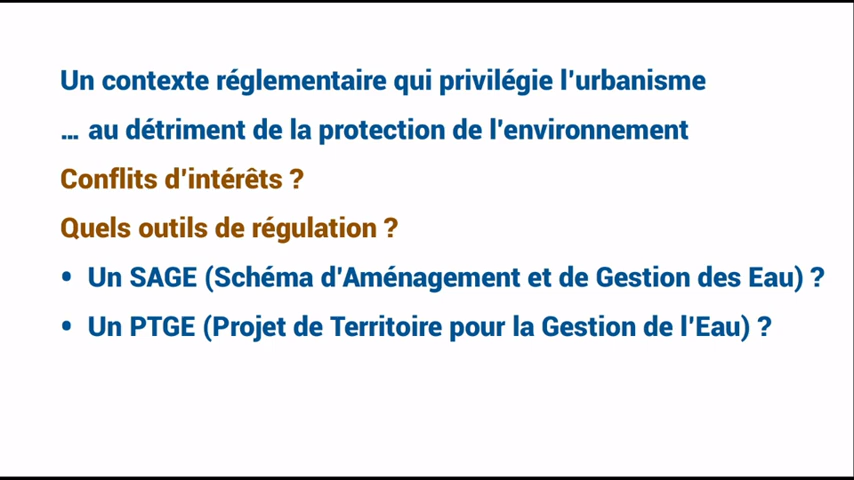 Un contexte réglementaire qui privilégie l'urbanisme
... au détriment de la protection de l'environnement
Conflits d'intérêts ?
Quels outils de régulation ?
• Un SAGE (Schéma d'Aménagement et de Gestion des Eau) ?
• Un PTGE (Projet de Territoire pour la Gestion de l'Eau) ?